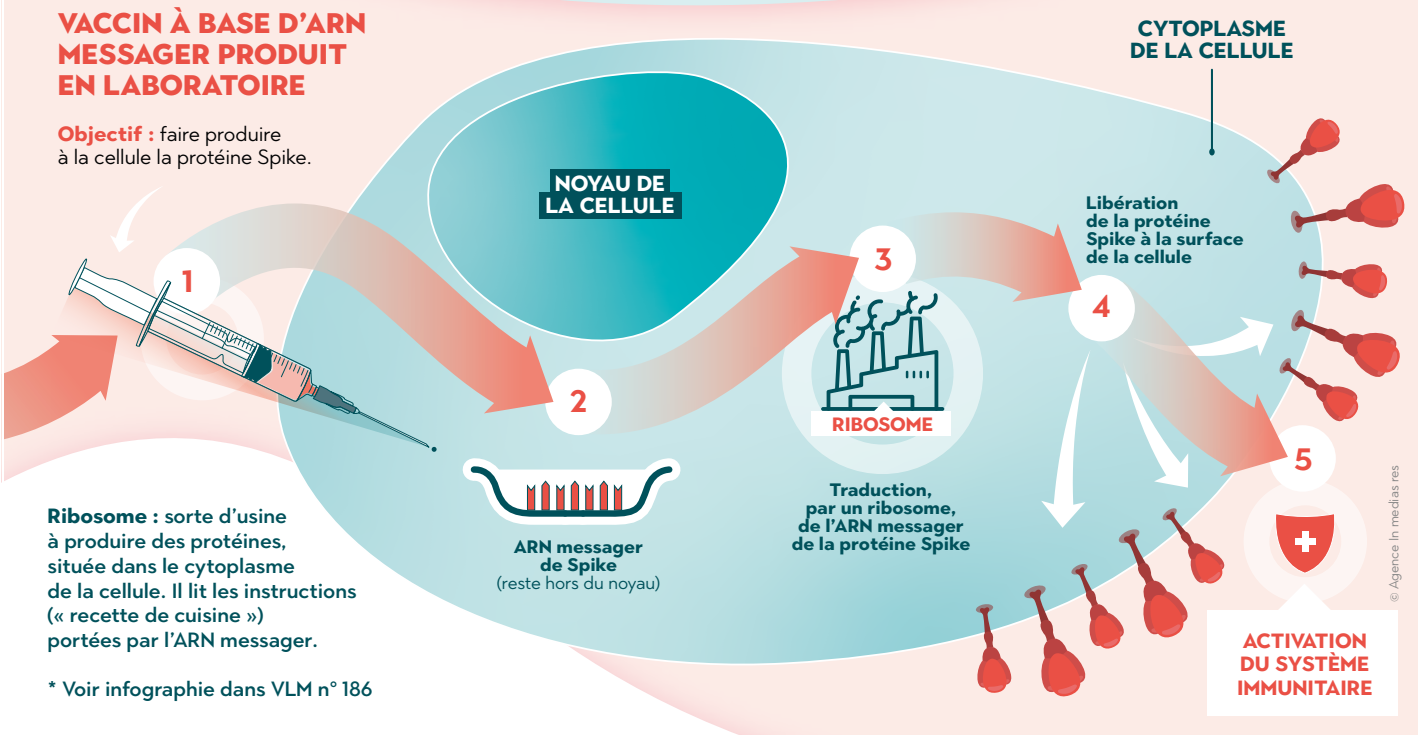 VACCIN À BASE D’ARN
MESSAGER PRODUIT
EN LABORATOIRE
Objectif : faire produire
à la cellule la protéine Spike.
CYTOPLASME
DE LA CELLULE
NOYAU DE
LA CELLULE
1
2
ARN messager
de Spike
(reste hors du noyau)
3
RIBOSOME
Traduction,
par un ribosome,
de l’ARN messager
de la protéine Spike
Libération
de la protéine
Spike à la surface
de la cellule
4
5
ACTIVATION
DU SYSTÈME
IMMUNITAIRE
Ribosome : sorte d’usine
à produire des protéines,
située dans le cytoplasme
de la cellule. Il lit les instructions
(« recette de cuisine »)
portées par l’ARN messager.
* Voir infographie dans VLM n° 186
© Agence In medias res